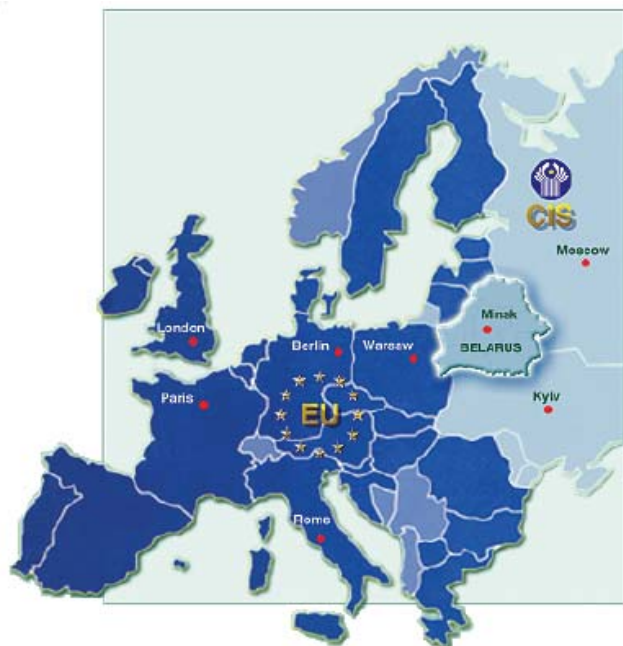 CIS
Moscow
London
Minsk
Berlin
Warsaw
BELARUS
Paris
EU
Kyiv
Rome